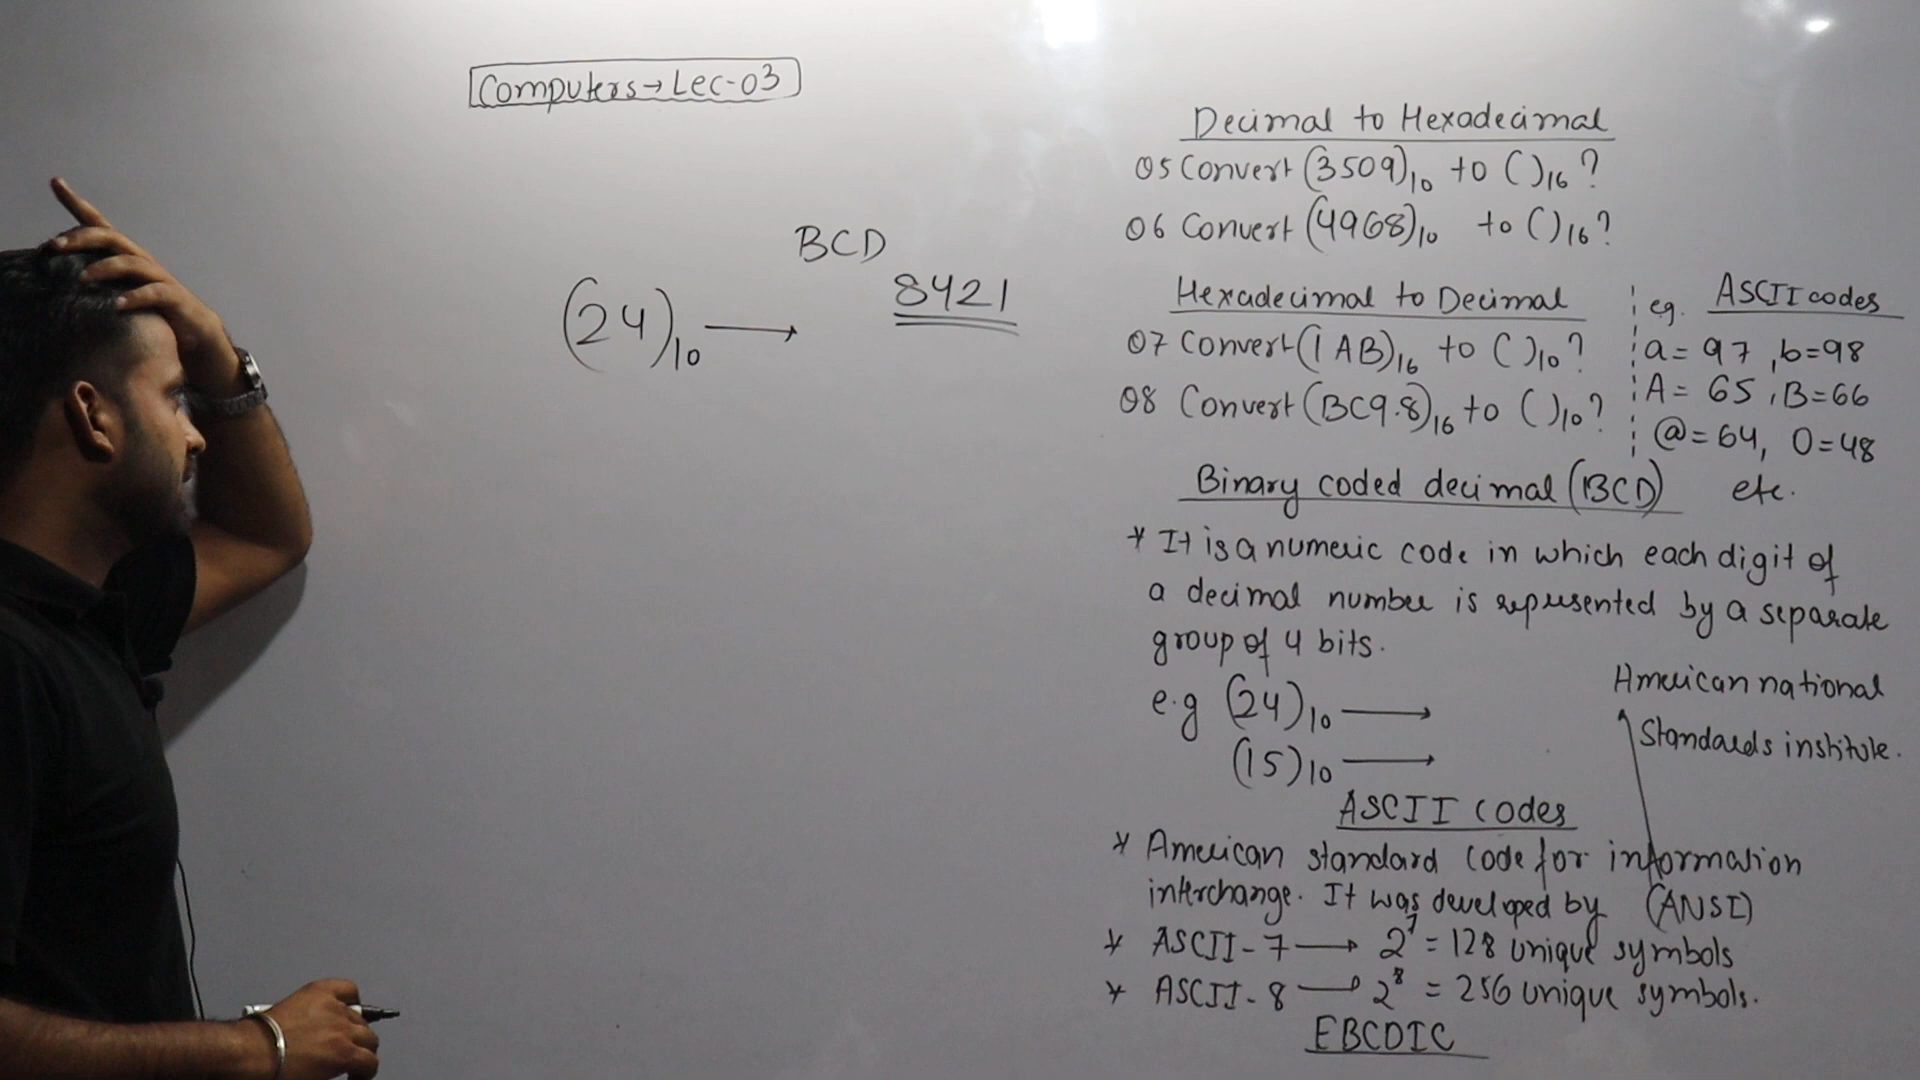 Computers → Lec-03
BCD
8421
(24)₁₀ →
Decimal to Hexadecimal
Q5 Convert (3509)₁₀ to ( )₁₆ ?
Q6 Convert (4968)₁₀ to ( )₁₆ ?
Hexadecimal to Decimal
Q7 Convert (1AB)₁₆ to ( )₁₀ ?
Q8 Convert (BC9.8)₁₆ to ( )₁₀ ?
eg. ASCII codes
a = 97, b=98
A = 65, B=66
@ = 64, 0=48
etc.
Binary coded decimal (BCD)
* It is a numeric code in which each digit of
a decimal number is represented by a separate
group of 4 bits.
e.g (24)₁₀ →
(15)₁₀ →
American national
Standards institute.
ASCII codes
* American standard code for information
interchange. It was developed by (ANSI)
* ASCII-7 → 2⁷ = 128 unique symbols
* ASCII-8 → 2⁸ = 256 unique symbols.
EBCDIC